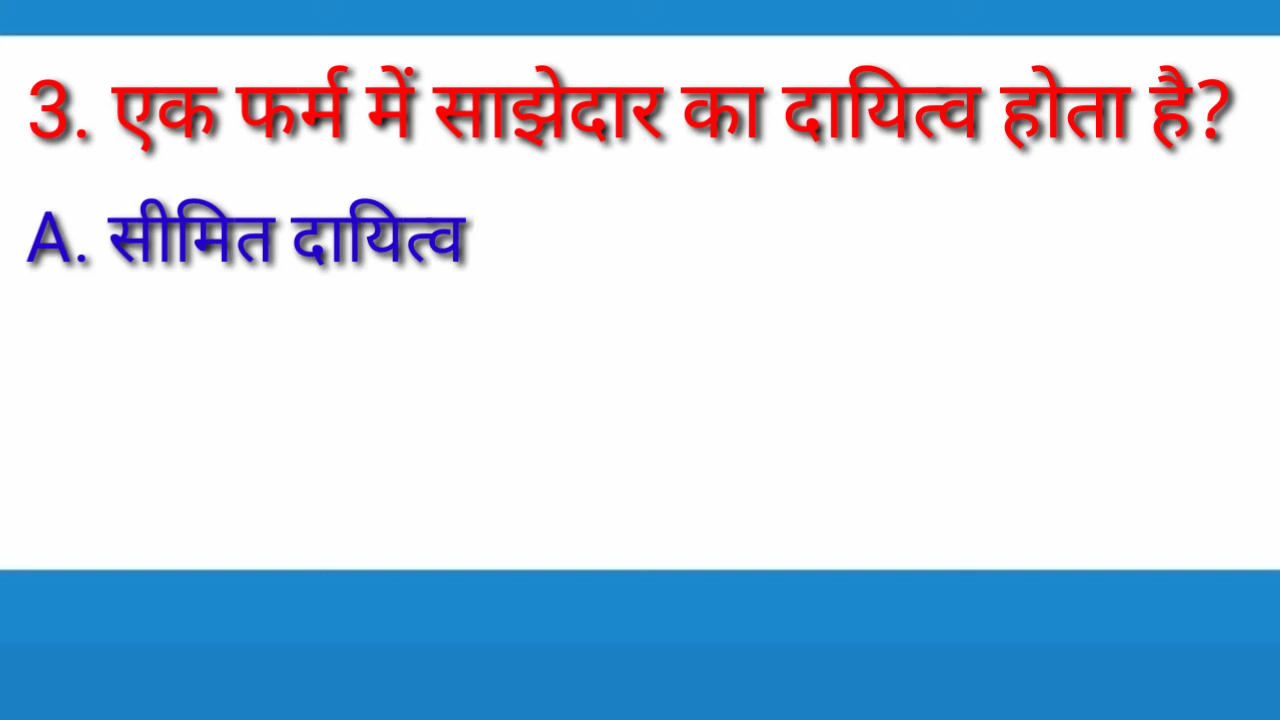 3. एक फर्म में साझेदार का दायित्व होता है?
A. सीमित दायित्व